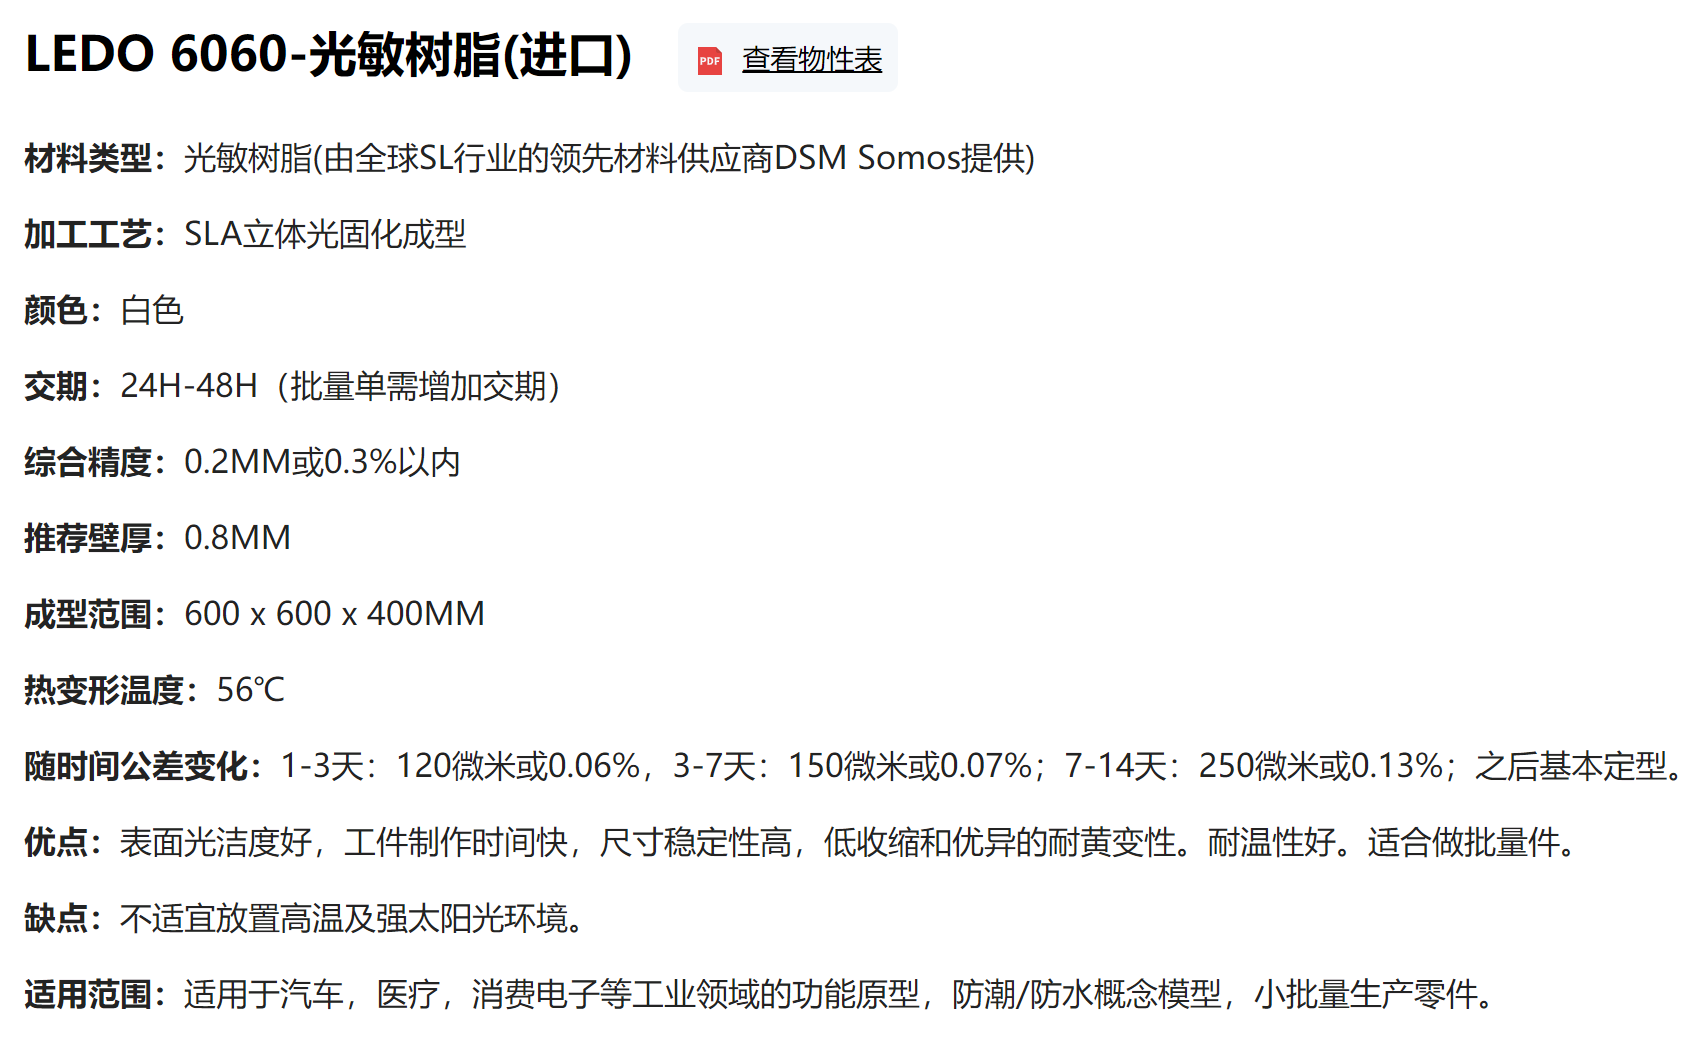 LEDO 6060-光敏树脂(进口)
PDF 查看物性表
材料类型：光敏树脂(由全球SL行业的领先材料供应商DSM Somos提供)
加工工艺：SLA立体光固化成型
颜色：白色
交期：24H-48H（批量单需增加交期）
综合精度：0.2MM或0.3%以内
推荐壁厚：0.8MM
成型范围：600 x 600 x 400MM
热变形温度：56℃
随时间公差变化：1-3天：120微米或0.06%，3-7天：150微米或0.07%；7-14天：250微米或0.13%；之后基本定型。
优点：表面光洁度好，工件制作时间快，尺寸稳定性高，低收缩和优异的耐黄变性。耐温性好。适合做批量件。
缺点：不适宜放置高温及强太阳光环境。
适用范围：适用于汽车，医疗，消费电子等工业领域的功能原型，防潮/防水概念模型，小批量生产零件。